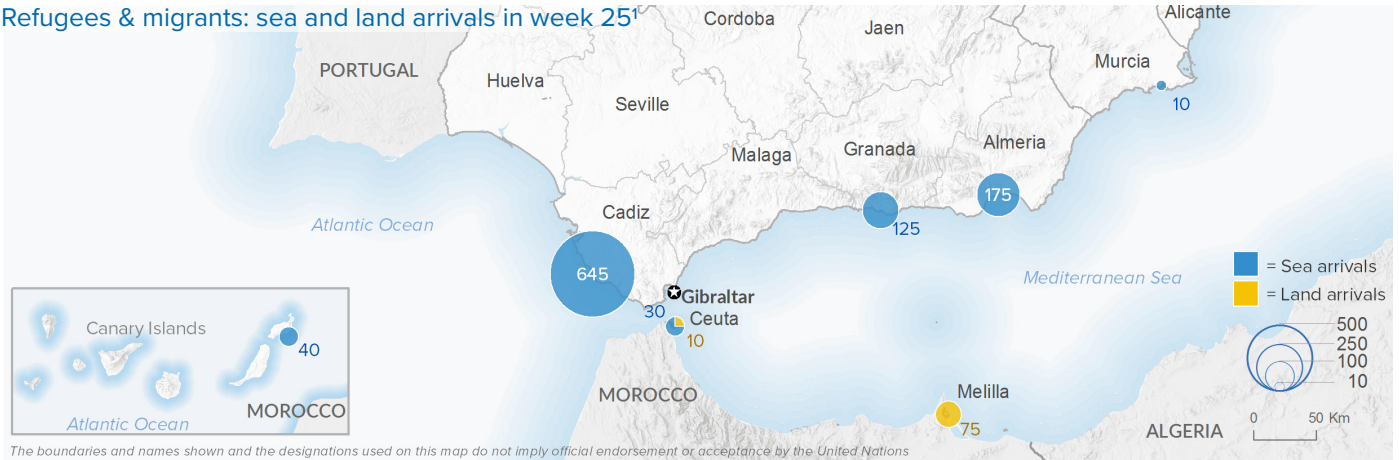 Refugees & migrants: sea and land arrivals in week 25¹
Cordoba
Jaen
Alicante
PORTUGAL
Huelva
Murcia
Seville
10
Malaga
Granada
Almeria
175
Cadiz
125
Atlantic Ocean
645
Mediterranean Sea
= Sea arrivals
= Land arrivals
Gibraltar
30
Ceuta
10
500
250
100
10
Canary Islands
40
MOROCCO
Atlantic Ocean
MOROCCO
Melilla
75
0 50 Km
ALGERIA
The boundaries and names shown and the designations used on this map do not imply official endorsement or acceptance by the United Nations